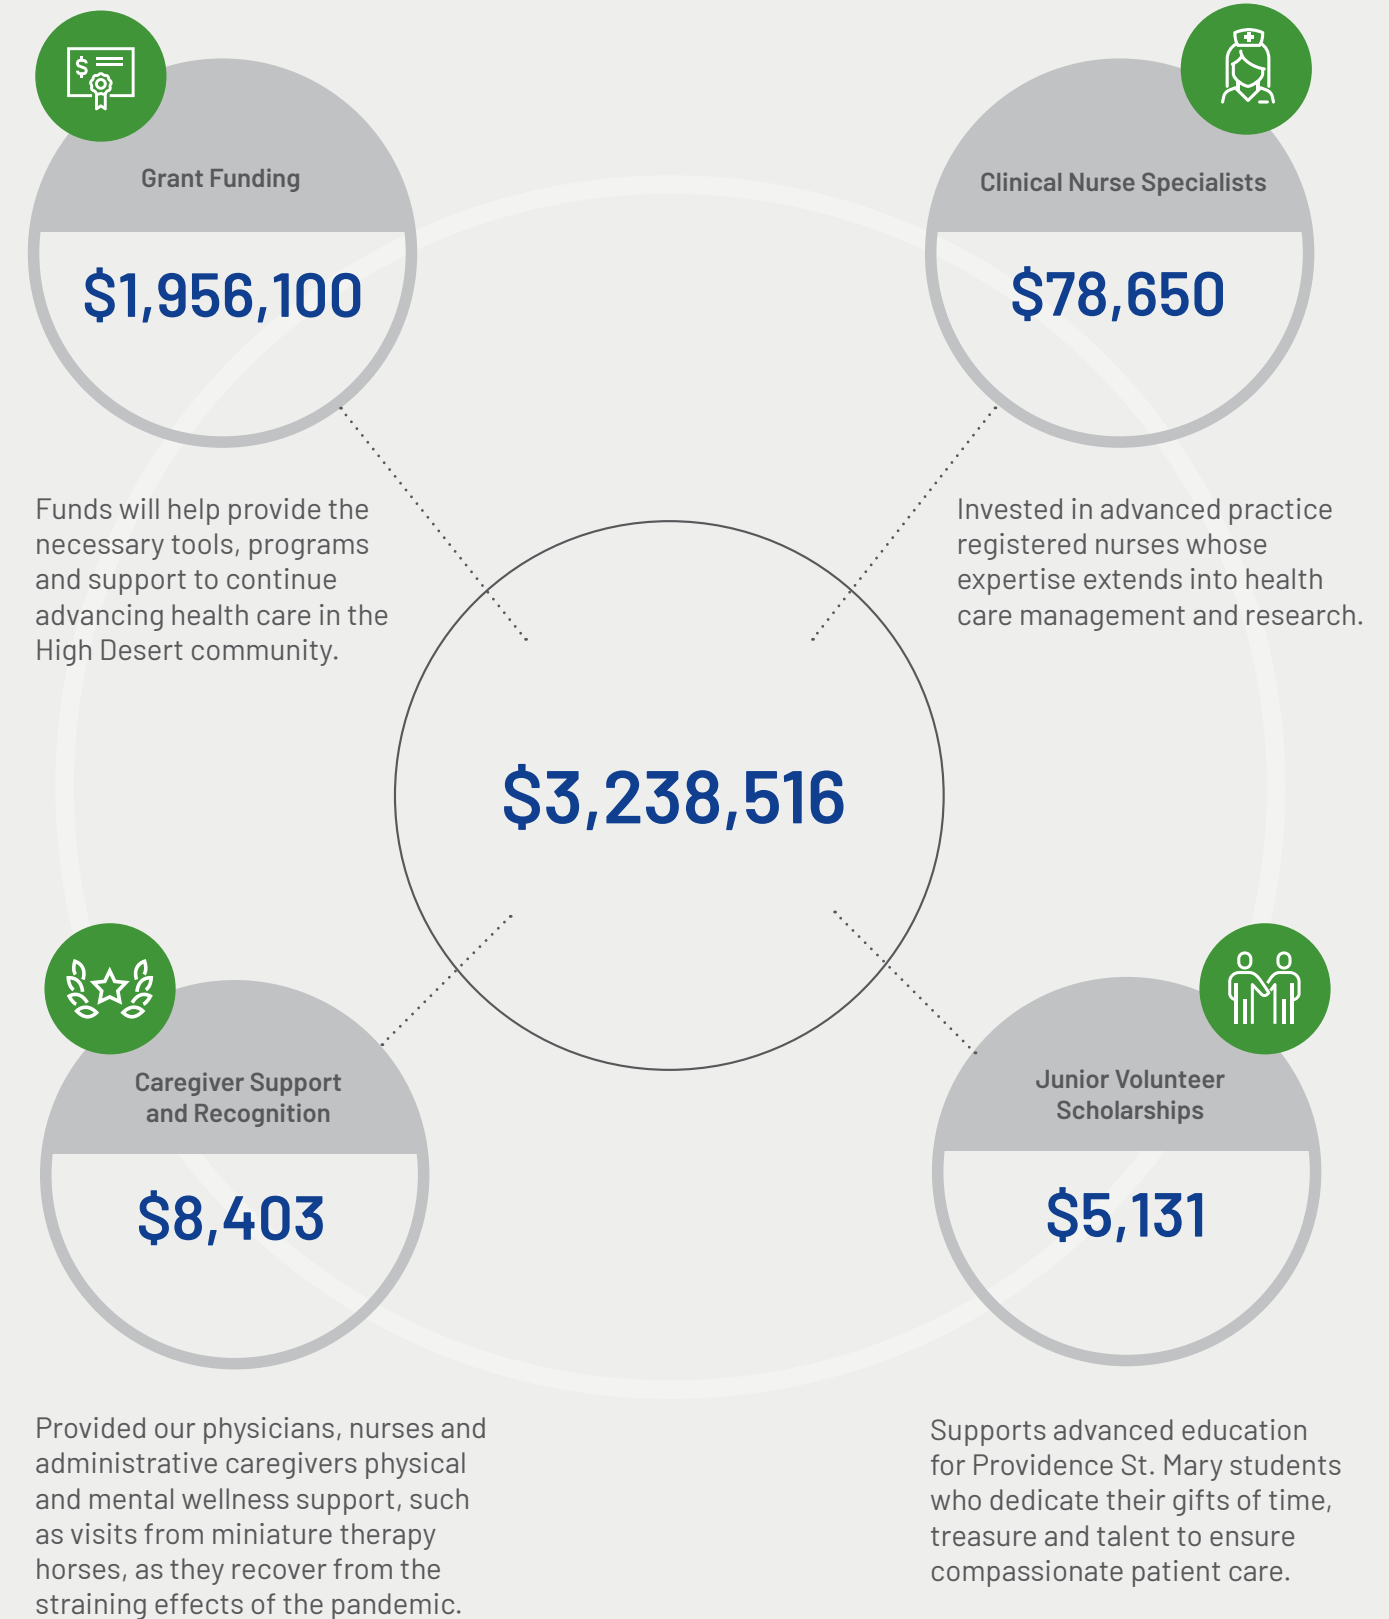 $
Grant Funding
$1,956,100
Funds will help provide the
necessary tools, programs
and support to continue
advancing health care in the
High Desert community.
Clinical Nurse Specialists
$78,650
Invested in advanced practice
registered nurses whose
expertise extends into health
care management and research.
$3,238,516
Caregiver Support
and Recognition
$8,403
Provided our physicians, nurses and
administrative caregivers physical
and mental wellness support, such
as visits from miniature therapy
horses, as they recover from the
straining effects of the pandemic.
Junior Volunteer
Scholarships
$5,131
Supports advanced education
for Providence St. Mary students
who dedicate their gifts of time,
treasure and talent to ensure
compassionate patient care.